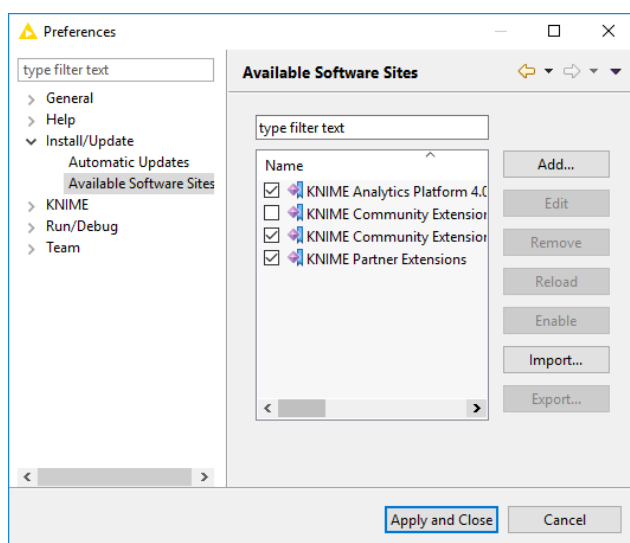 Preferences
type filter text
General
Help
Install/Update
Automatic Updates
Available Software Sites
KNIME
Run/Debug
Team
Available Software Sites
type filter text
Name
KNIME Analytics Platform 4.0
KNIME Community Extension
KNIME Community Extension
KNIME Partner Extensions
Add...
Edit
Remove
Reload
Enable
Import...
Export...
Apply and Close
Cancel